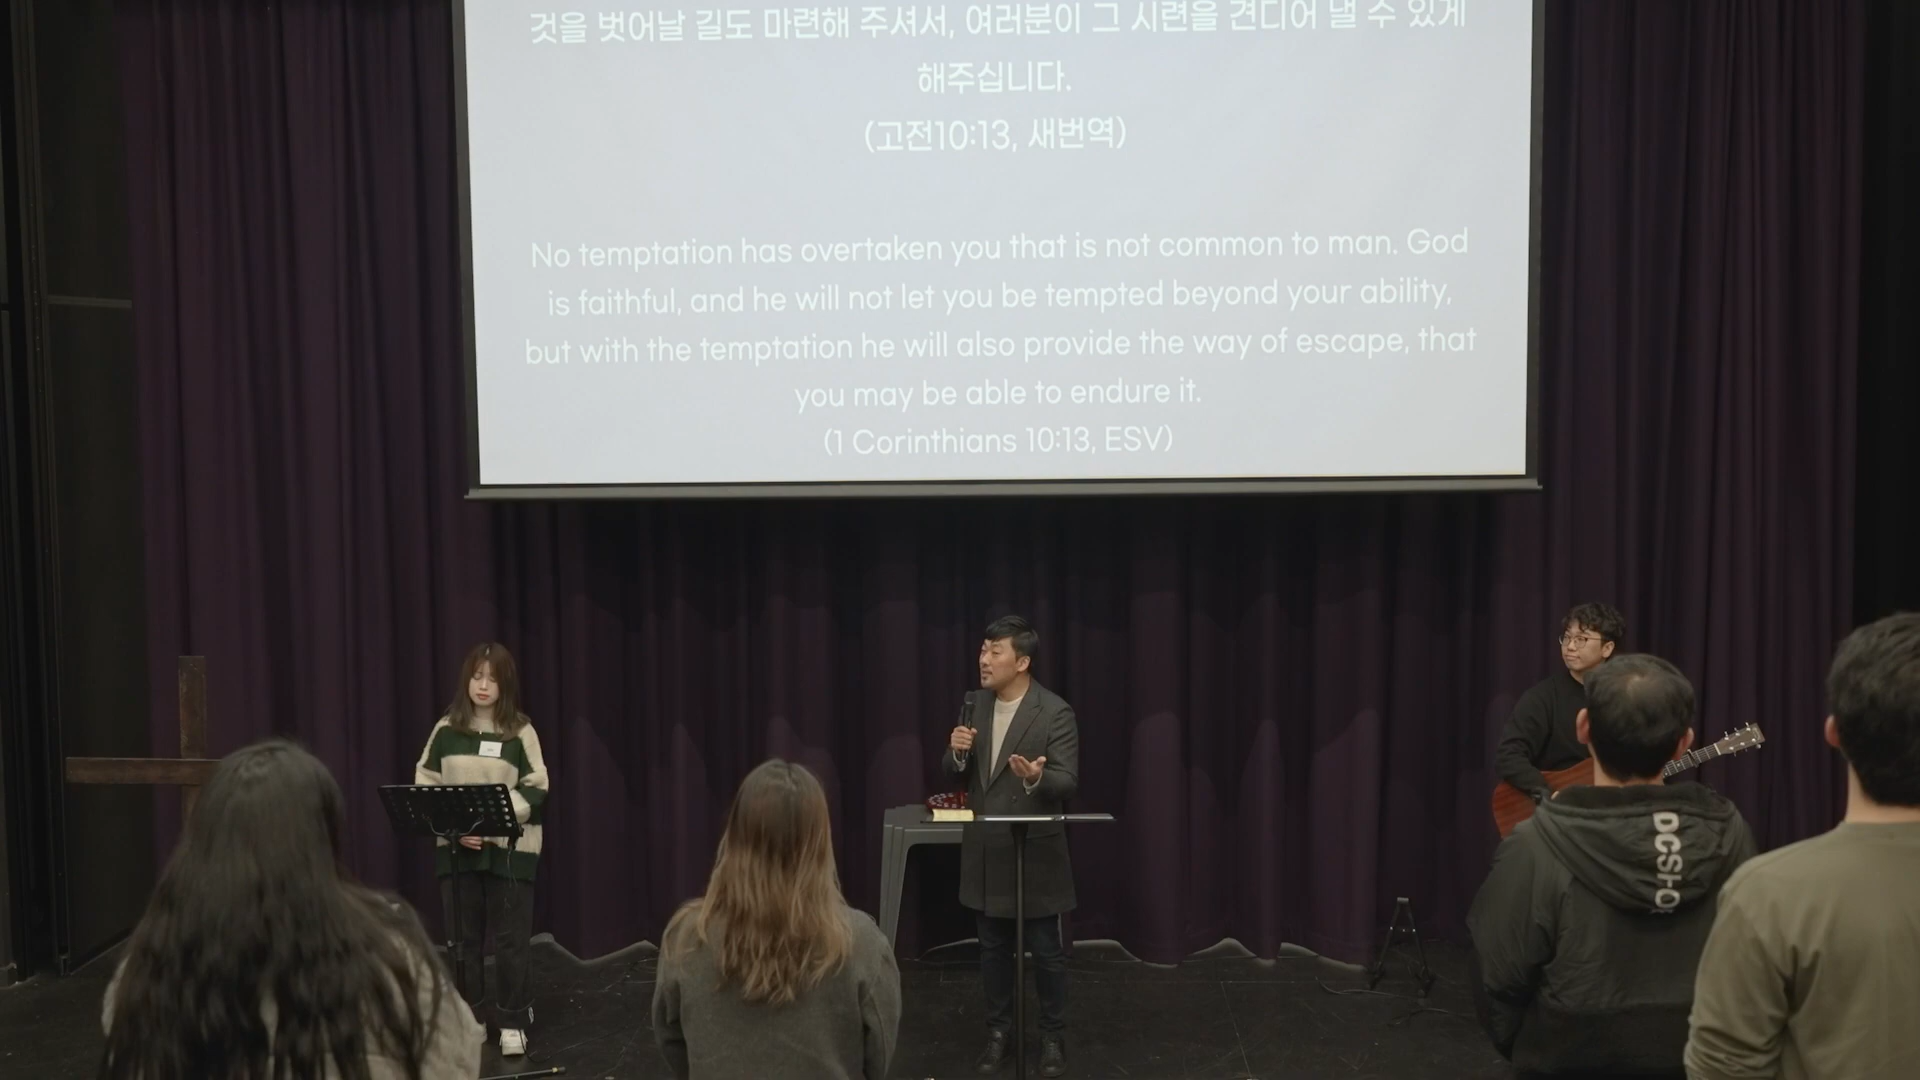 것을 벗어날 길도 마련해 주셔서, 여러분이 그 시련을 견디어 낼 수 있게
해주십니다.
(고전10:13, 새번역)
No temptation has overtaken you that is not common to man. God
is faithful, and he will not let you be tempted beyond your ability,
but with the temptation he will also provide the way of escape, that
you may be able to endure it.
(1 Corinthians 10:13, ESV)